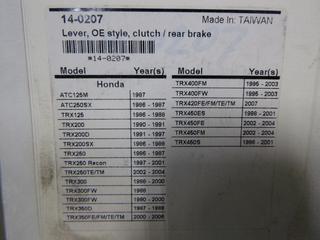 14-0207 Made In: TAIWAN
Lever, OE style, clutch / rear brake
*14-0207*
Model Year(s)
Honda
ATC125M 1987
ATC250SX 1986 - 1987
TRX125 1986 - 1988
TRX200 1990 - 1991
TRX200D 1991 - 1997
TRX200SX 1986 - 1988
TRX250 1986 - 1987
TRX250 Recon 1997 - 2001
TRX250TE/TM 2002 - 2004
TRX300 1988 - 2000
TRX300FW 1988
TRX300FW 1988 - 2000
TRX350D 1987 - 1988
TRX350FE/FM/TE/TM 2000 - 2006
Model Year(s)
TRX400FM 1995 - 2003
TRX400FW 1995 - 2003
TRX420FE/FM/TE/TM 2007
TRX450ES 1998 - 2001
TRX450FE 2002 - 2004
TRX450FM 2002 - 2004
TRX450S 1998 - 2001